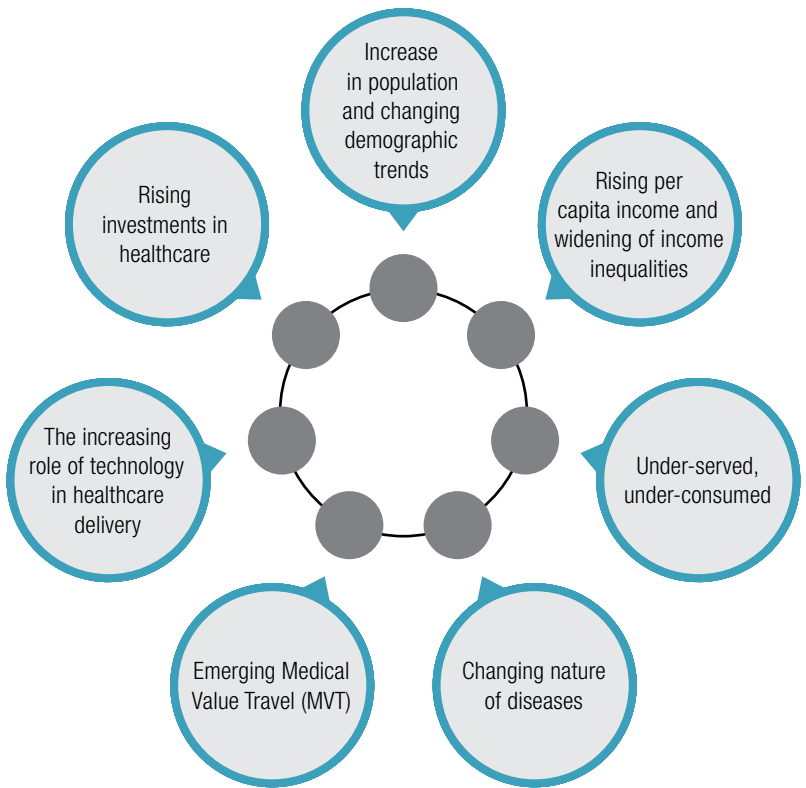 Increase
in population
and changing
demographic
trends
Rising per
capita income and
widening of income
inequalities
Under-served,
under-consumed
Changing nature
of diseases
Emerging Medical
Value Travel (MVT)
The increasing
role of technology
in healthcare
delivery
Rising
investments in
healthcare